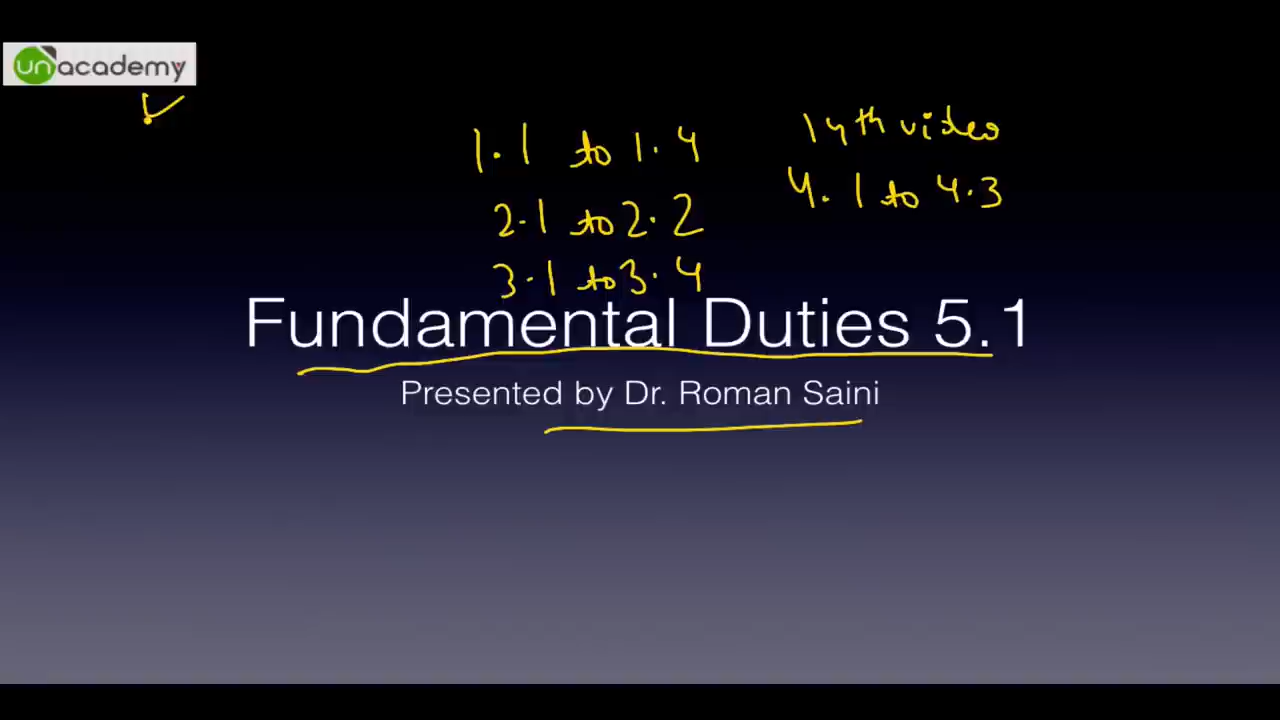 unacademy
1.1 to 1.4
14th video
2.1 to 2.2
4.1 to 4.3
3.1 to 3.4
Fundamental Duties 5.1
Presented by Dr. Roman Saini